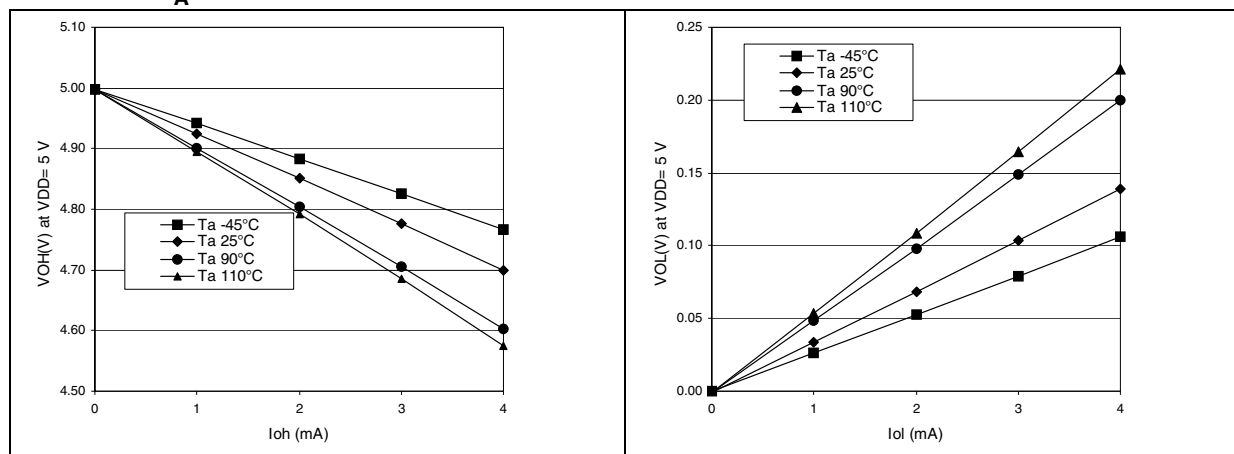 A
5.10
5.00
4.90
4.80
4.70
4.60
4.50
VOH(V) at VDD= 5 V
Ta -45°C
Ta 25°C
Ta 90°C
Ta 110°C
0 1 2 3 4
Ioh (mA)
0.25
0.20
0.15
0.10
0.05
0.00
VOL(V) at VDD= 5 V
Ta -45°C
Ta 25°C
Ta 90°C
Ta 110°C
0 1 2 3 4
Iol (mA)